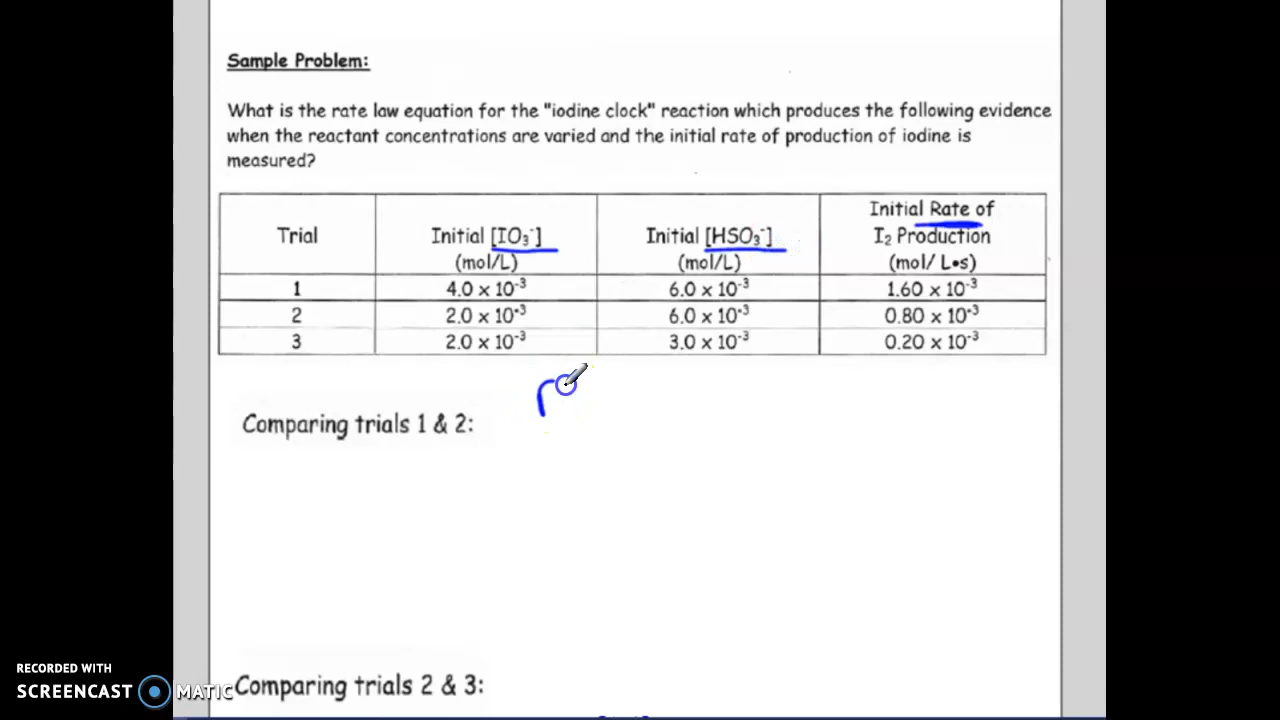 Sample Problem:
What is the rate law equation for the "iodine clock" reaction which produces the following evidence
when the reactant concentrations are varied and the initial rate of production of iodine is
measured?
Trial | Initial [IO₃⁻] (mol/L) | Initial [HSO₃⁻] (mol/L) | Initial Rate of I₂ Production (mol/ L•s)
1 | 4.0 x 10⁻³ | 6.0 x 10⁻³ | 1.60 x 10⁻³
2 | 2.0 x 10⁻³ | 6.0 x 10⁻³ | 0.80 x 10⁻³
3 | 2.0 x 10⁻³ | 3.0 x 10⁻³ | 0.20 x 10⁻³
r
Comparing trials 1 & 2:
Comparing trials 2 & 3:
RECORDED WITH
SCREENCAST MATIC